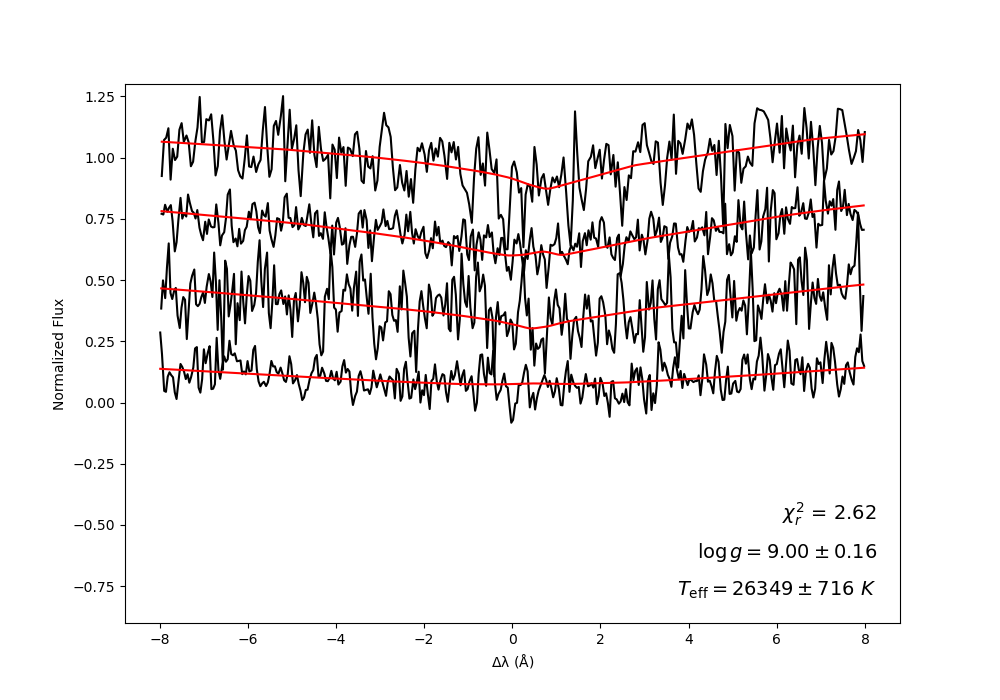 1.25
1.00
0.75
0.50
0.25
0.00
−0.25
−0.50
−0.75
Normalized Flux
χ²ᵣ = 2.62
log g = 9.00 ± 0.16
T_eff = 26349 ± 716 K
−8 −6 −4 −2 0 2 4 6 8
Δλ (Å)